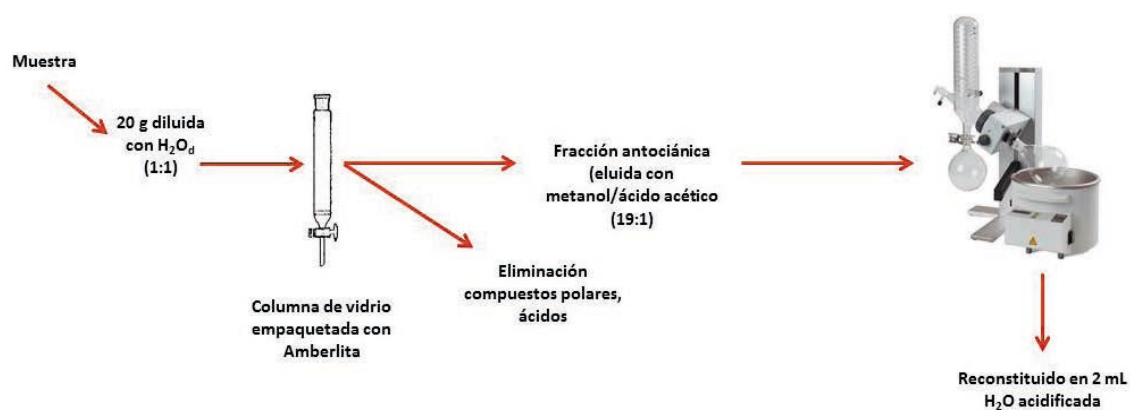 Muestra
20 g diluida
con H₂O_d
(1:1)
Columna de vidrio
empaquetada con
Amberlita
Fracción antociánica
(eluida con
metanol/ácido acético
(19:1)
Eliminación
compuestos polares,
ácidos
Reconstituido en 2 mL
H₂O acidificada